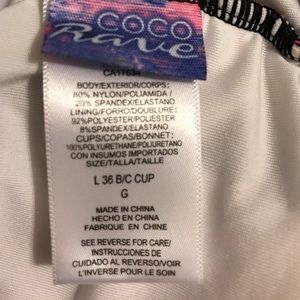 COCO
Rave
CA17634
BODY/EXTERIOR/CORPS:
80% NYLON/POLIAMIDA/
20% SPANDEX/ELASTANO
LINING/FORRO/DOUBLURE:
92%POLYESTER/POLIÉSTER
8%SPANDEX/ELASTANO
CUPS/COPAS/BONNET:
100%POLYURETHANE/POLIURETANO
CON INSUMOS IMPORTADOS
SIZE/TALLA/TAILLE
L 36 B/C CUP
G
MADE IN CHINA
HECHO EN CHINA
FABRIQUE EN CHINE
SEE REVERSE FOR CARE/
INSTRUCCIONES DE
CUIDADO AL REVERSO/VOIR
L'INVERSE POUR LE SOIN